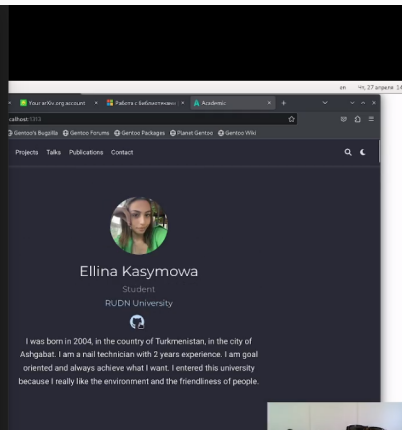 en Чт, 27 апреля 14
Your arXiv.org account
Работа с библиотеками
Academic
calhost:1313
Gentoo's Bugzilla Gentoo Forums Gentoo Packages Planet Gentoo Gentoo Wiki
Projects Talks Publications Contact
Ellina Kasymowa
Student
RUDN University
I was born in 2004, in the country of Turkmenistan, in the city of
Ashgabat. I am a nail technician with 2 years experience. I am goal
oriented and always achieve what I want. I entered this university
because I really like the environment and the friendliness of people.